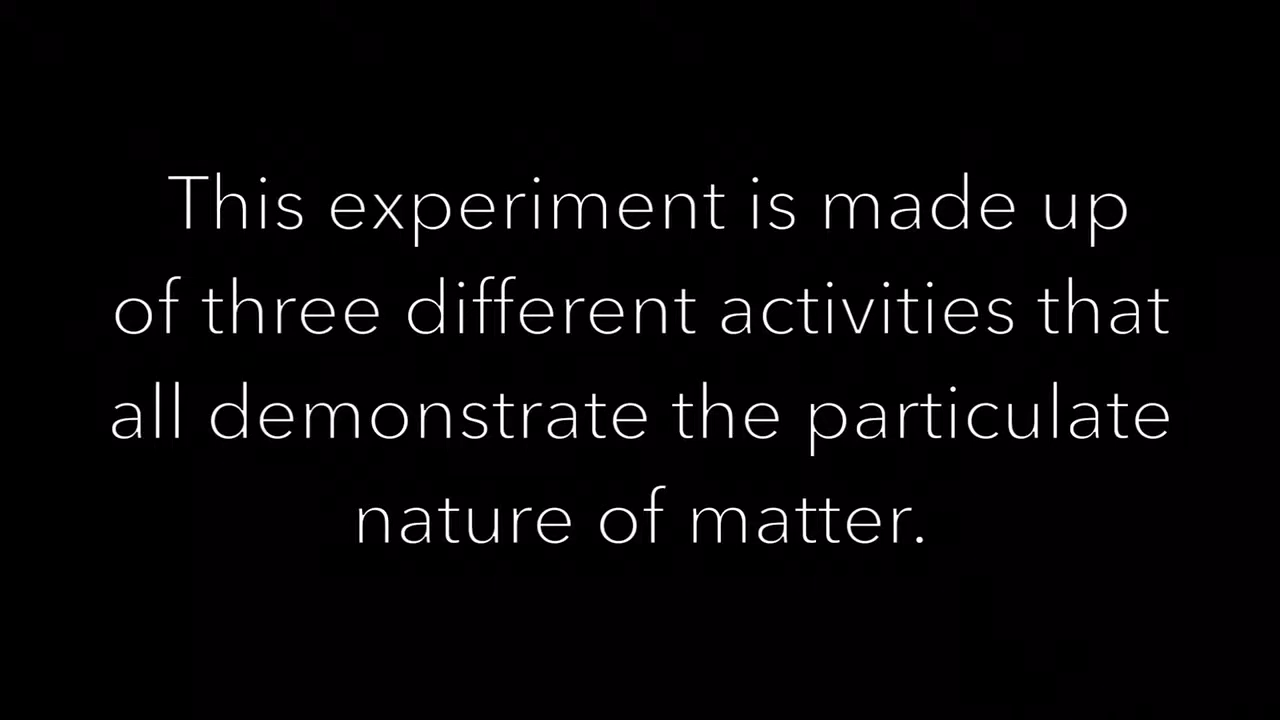 This experiment is made up
of three different activities that
all demonstrate the particulate
nature of matter.